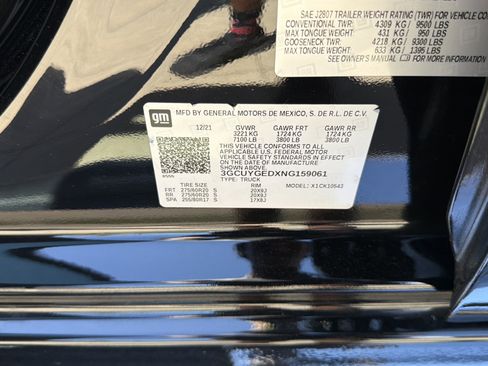 SAE J2807 TRAILER WEIGHT RATING (TWR) FOR VEHICLE CO
CONVENTIONAL TWR: 4309 KG / 9500 LBS
MAX TONGUE WEIGHT: 431 KG / 950 LBS
GOOSENECK TWR: 4218 KG / 9300 LBS
MAX TONGUE WEIGHT: 633 KG / 1395 LBS
SEE OWNER'S MANUAL FOR MORE INFORMATION
gm
MFD BY GENERAL MOTORS DE MEXICO, S. DE R.L. DE C.V.
12/21 GVWR GAWR FRT GAWR RR
3221 KG 1724 KG 1724 KG
7100 LB 3800 LB 3800 LB
THIS VEHICLE CONFORMS TO ALL
APPLICABLE U.S. FEDERAL MOTOR
VEHICLE SAFETY STANDARDS IN
EFFECT ON THE DATE OF MANUFACTURE
SHOWN ABOVE.
3GCUYGEDXNG159061
TYPE: TRUCK
TIRE SIZE RIM MODEL: X1CK10543
FRT 275/60R20 S 20X9J
RR 275/60R20 S 20X9J
SPA 255/80R17 S 17X8J